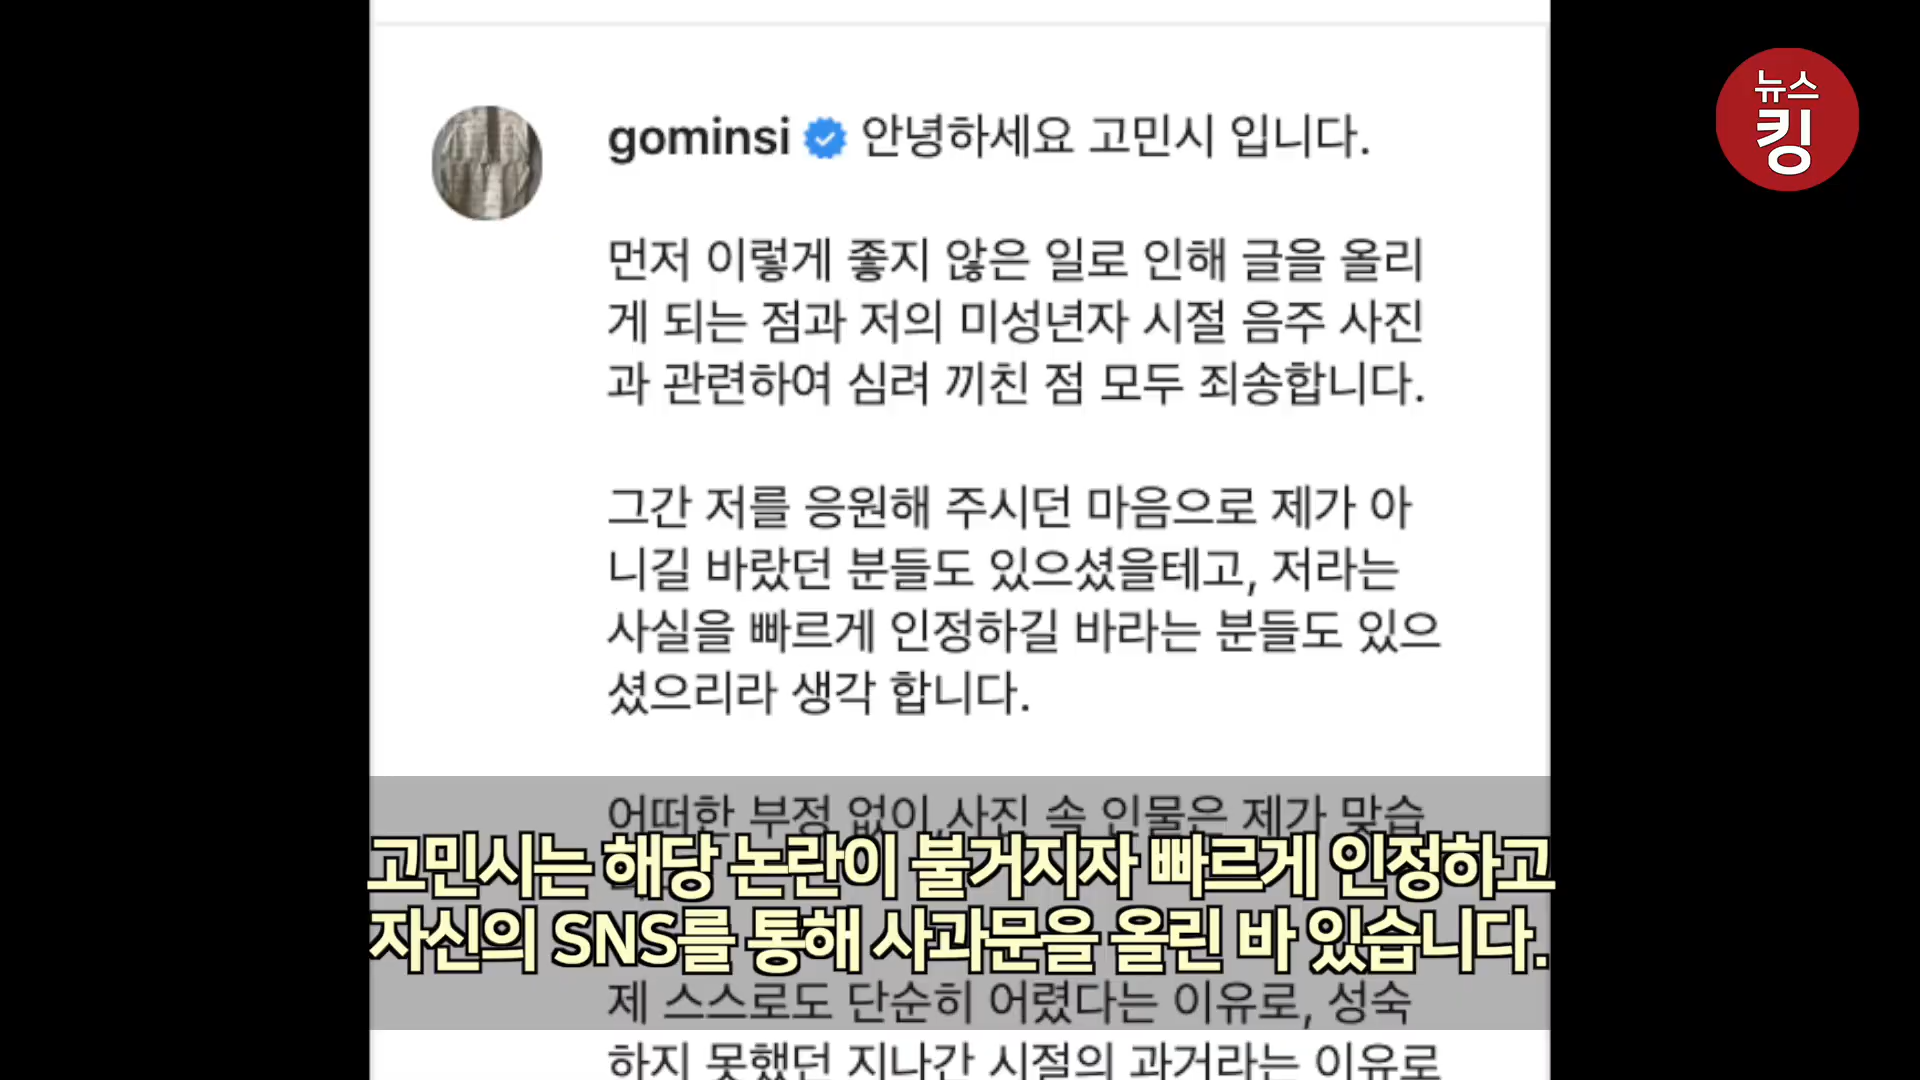 뉴스
킹
gominsi 안녕하세요 고민시 입니다.
먼저 이렇게 좋지 않은 일로 인해 글을 올리
게 되는 점과 저의 미성년자 시절 음주 사진
과 관련하여 심려 끼친 점 모두 죄송합니다.
그간 저를 응원해 주시던 마음으로 제가 아
니길 바랐던 분들도 있으셨을테고, 저라는
사실을 빠르게 인정하길 바라는 분들도 있으
셨으리라 생각 합니다.
어떠한 부정 없이,사진 속 인물은 제가 맞습
고민시는 해당 논란이 불거지자 빠르게 인정하고
자신의 SNS를 통해 사과문을 올린 바 있습니다.
제 스스로도 단순히 어렸다는 이유로, 성숙
하지 못했던 지나간 시절의 과거라는 이유로